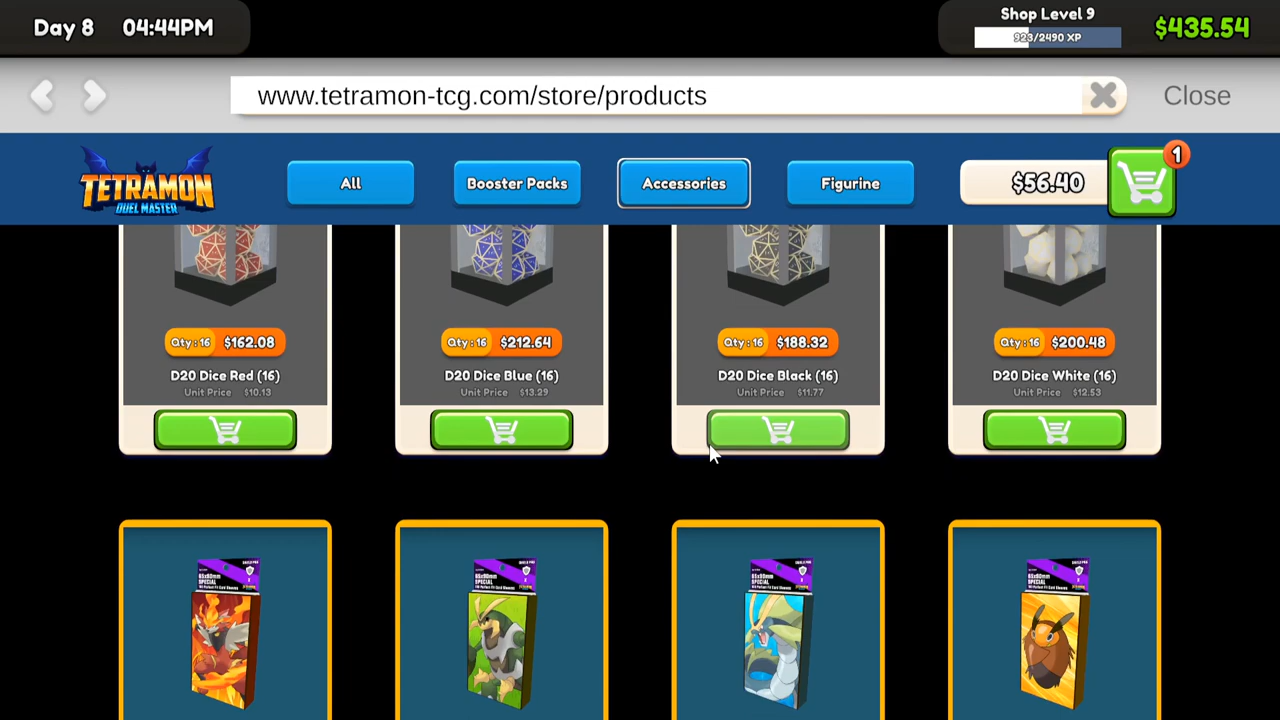 Day 8 04:44PM
Shop Level 9
923/2490 XP
$435.54
www.tetramon-tcg.com/store/products
Close
TETRAMON
DUEL MASTER
All
Booster Packs
Accessories
Figurine
$56.40
1
Qty : 16 $162.08
D20 Dice Red (16)
Unit Price $10.13
Qty : 16 $212.64
D20 Dice Blue (16)
Unit Price $13.29
Qty : 16 $188.32
D20 Dice Black (16)
Unit Price $11.77
Qty : 16 $200.48
D20 Dice White (16)
Unit Price $12.53
SPECIAL
SPECIAL
SPECIAL
SPECIAL